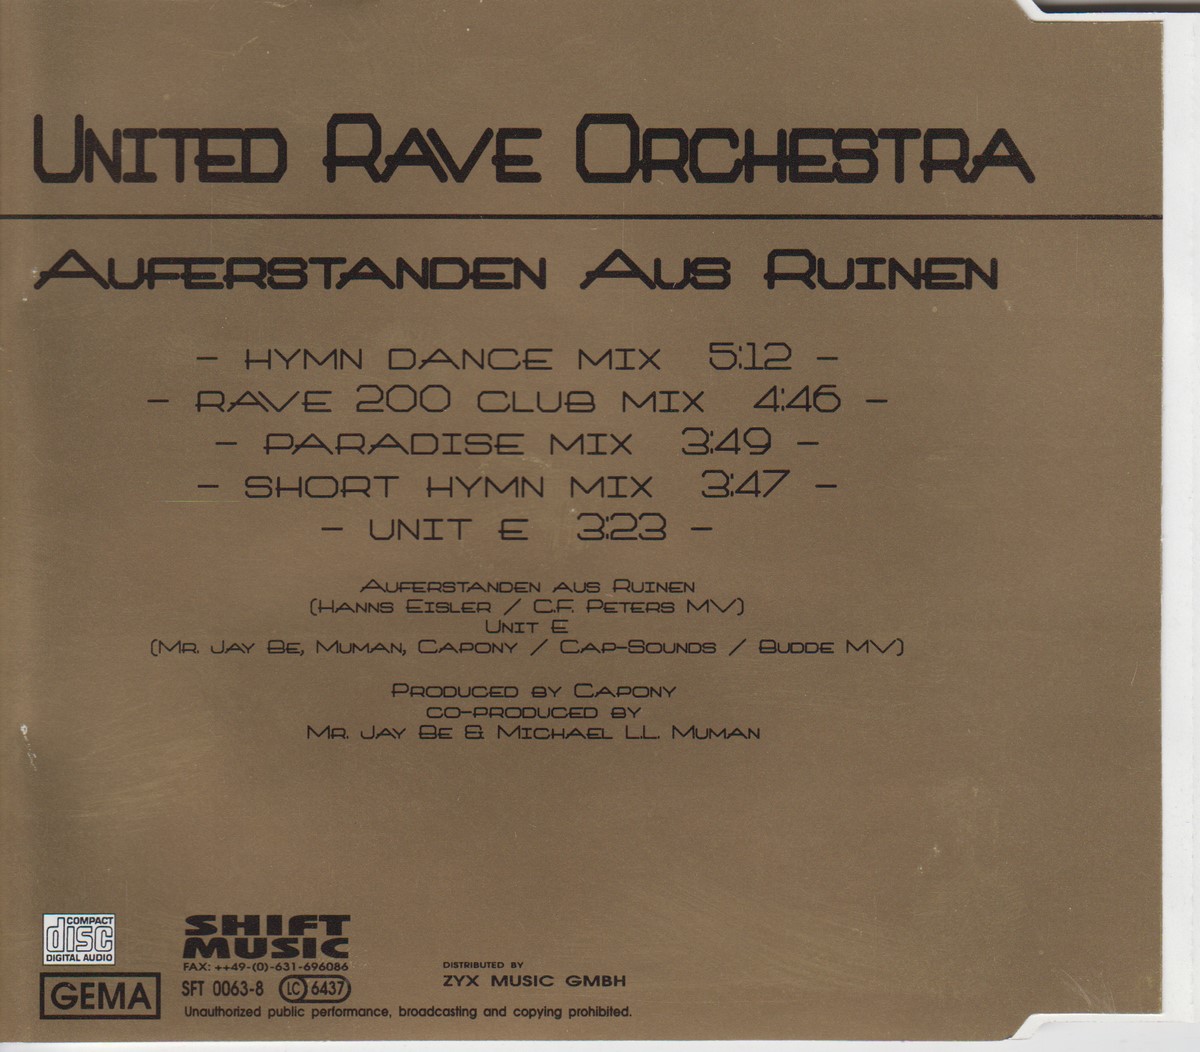 United Rave Orchestra
Auferstanden Aus Ruinen
- HYMN DANCE MIX 5:12 -
- RAVE 200 CLUB MIX 4:46 -
- PARADISE MIX 3:49 -
- SHORT HYMN MIX 3:47 -
- UNIT E 3:23 -
Auferstanden aus Ruinen
(Hanns Eisler / C.F. Peters MV)
Unit E
(Mr. Jay Be, Muman, Capony / Cap-Sounds / Budde MV)
Produced by Capony
co-produced by
Mr. Jay Be & Michael L.L. Muman
COMPACT
disc
DIGITAL AUDIO
GEMA
SHIFT
MUSIC
FAX: ++49-(0)-631-696086
SFT 0063-8 LC 6437
DISTRIBUTED BY
ZYX MUSIC GMBH
Unauthorized public performance, broadcasting and copying prohibited.